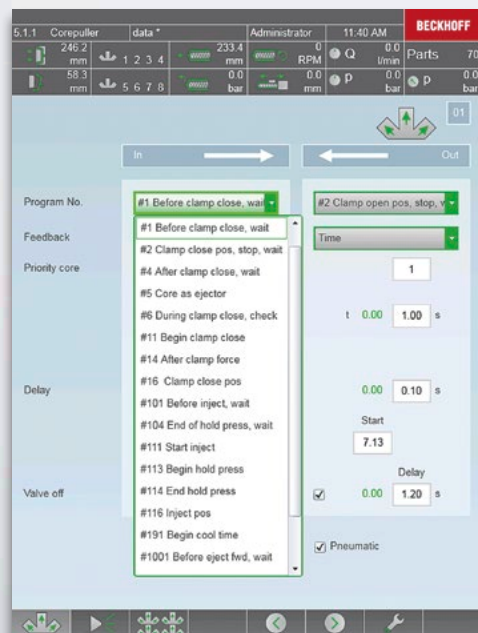 5.1.1 Corepuller data * Administrator 11:40 AM BECKHOFF
246.2 mm 1 2 3 4 233.4 mm 0 RPM Q 0.0 l/min Parts 70
58.3 mm 5 6 7 8 0.0 bar 0.0 mm p 0.0 bar p 0.0 bar
01
In Out
Program No. #1 Before clamp close, wait #2 Clamp open pos, stop, w
Feedback #1 Before clamp close, wait Time
#2 Clamp close pos, stop, wait
Priority core #4 After clamp close, wait 1
#5 Core as ejector
#6 During clamp close, check t 0.00 1.00 s
#11 Begin clamp close
#14 After clamp force
Delay #16 Clamp close pos 0.00 0.10 s
#101 Before inject, wait
#104 End of hold press, wait Start
#111 Start inject 7.13
#113 Begin hold press Delay
Valve off #114 End hold press 0.00 1.20 s
#116 Inject pos
#191 Begin cool time
#1001 Before eject fwd, wait Pneumatic